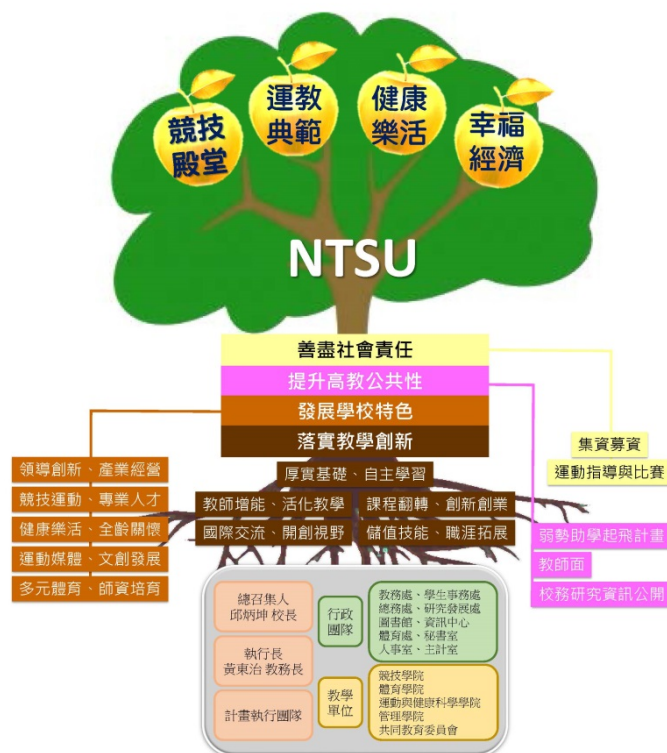 競技
殿堂
運教
典範
健康
樂活
幸福
經濟
NTSU
善盡社會責任
提升高教公共性
發展學校特色
落實教學創新
集資募資
運動指導與比賽
領導創新、產業經營
競技運動、專業人才
健康樂活、全齡關懷
運動媒體、文創發展
多元體育、師資培育
厚實基礎、自主學習
教師增能、活化教學
課程翻轉、創新創業
國際交流、開創視野
儲值技能、職涯拓展
弱勢助學起飛計畫
教師面
校務研究資訊公開
總召集人
邱炳坤 校長
執行長
黃東治 教務長
計畫執行團隊
行政
團隊
教務處、學生事務處
總務處、研究發展處
圖書館、資訊中心
體育處、秘書室
人事室、主計室
教學
單位
競技學院
體育學院
運動與健康科學學院
管理學院
共同教育委員會